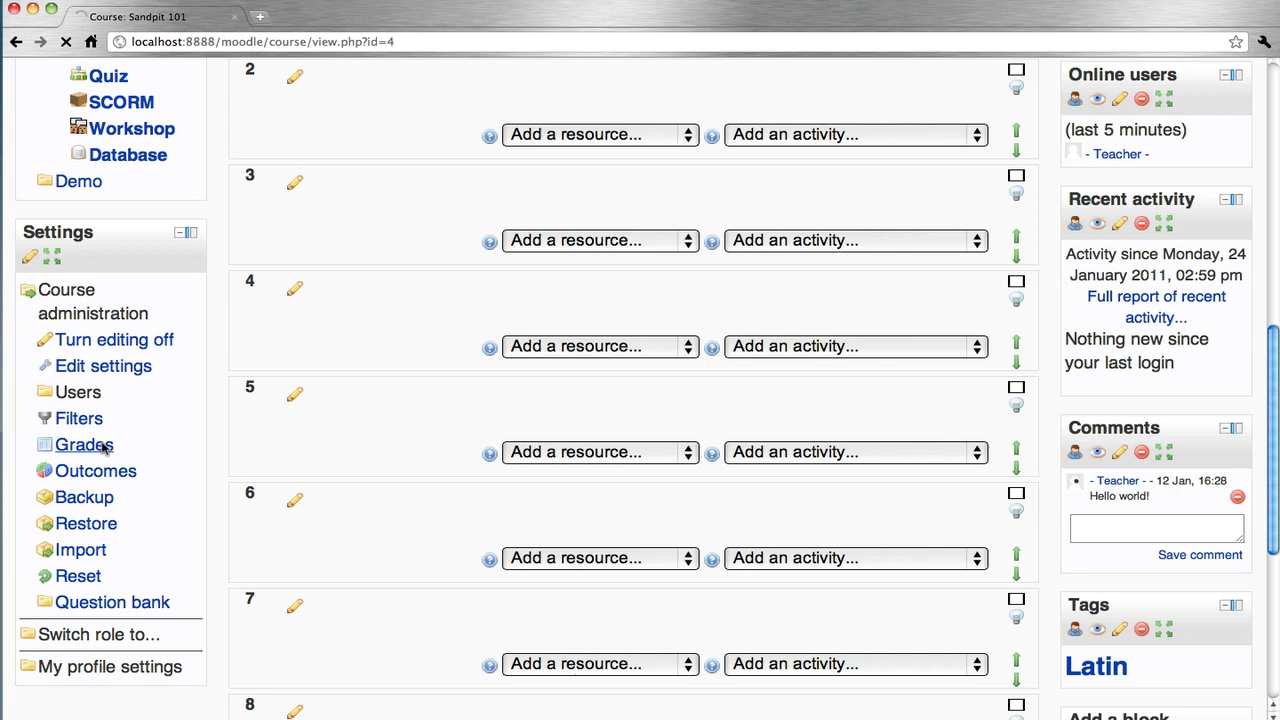 Course: Sandpit 101
localhost:8888/moodle/course/view.php?id=4
Quiz
SCORM
Workshop
Database
Demo
Settings
Course
administration
Turn editing off
Edit settings
Users
Filters
Grades
Outcomes
Backup
Restore
Import
Reset
Question bank
Switch role to...
My profile settings
2
Add a resource... Add an activity...
3
Add a resource... Add an activity...
4
Add a resource... Add an activity...
5
Add a resource... Add an activity...
6
Add a resource... Add an activity...
7
Add a resource... Add an activity...
8
Online users
(last 5 minutes)
- Teacher -
Recent activity
Activity since Monday, 24
January 2011, 02:59 pm
Full report of recent
activity...
Nothing new since
your last login
Comments
- Teacher - - 12 Jan, 16:28
Hello world!
Save comment
Tags
Latin
Add a block